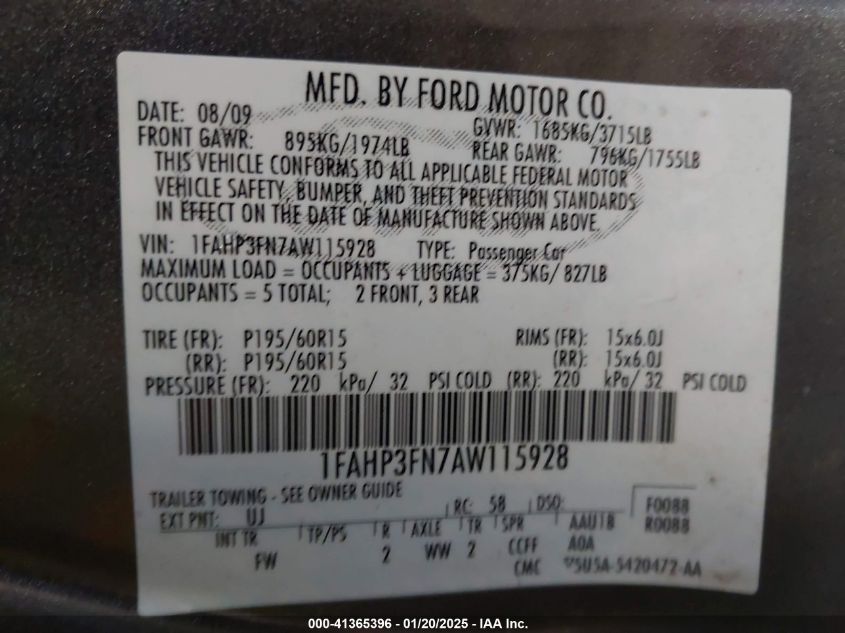 MFD. BY FORD MOTOR CO.
DATE: 08/09 GVWR: 1685KG/3715LB
FRONT GAWR: 895KG/1974LB REAR GAWR: 796KG/1755LB
THIS VEHICLE CONFORMS TO ALL APPLICABLE FEDERAL MOTOR
VEHICLE SAFETY, BUMPER, AND THEFT PREVENTION STANDARDS
IN EFFECT ON THE DATE OF MANUFACTURE SHOWN ABOVE.
VIN: 1FAHP3FN7AW115928 TYPE: Passenger Car
MAXIMUM LOAD = OCCUPANTS + LUGGAGE = 375KG/ 827LB
OCCUPANTS = 5 TOTAL; 2 FRONT, 3 REAR
TIRE (FR): P195/60R15 RIMS (FR): 15x6.0J
(RR): P195/60R15 (RR): 15x6.0J
PRESSURE (FR): 220 kPa/ 32 PSI COLD (RR): 220 kPa/ 32 PSI COLD
1FAHP3FN7AW115928
TRAILER TOWING - SEE OWNER GUIDE
EXT PNT: UJ RC: 58 DSO: F0088
INT TR TP/PS R AXLE TR SPR AAUTB R0088
FW 2 WW 2 CCFF AOA
CMC 5U5A-5420472-AA
000-41365396 — 01/20/2025 — IAA Inc.